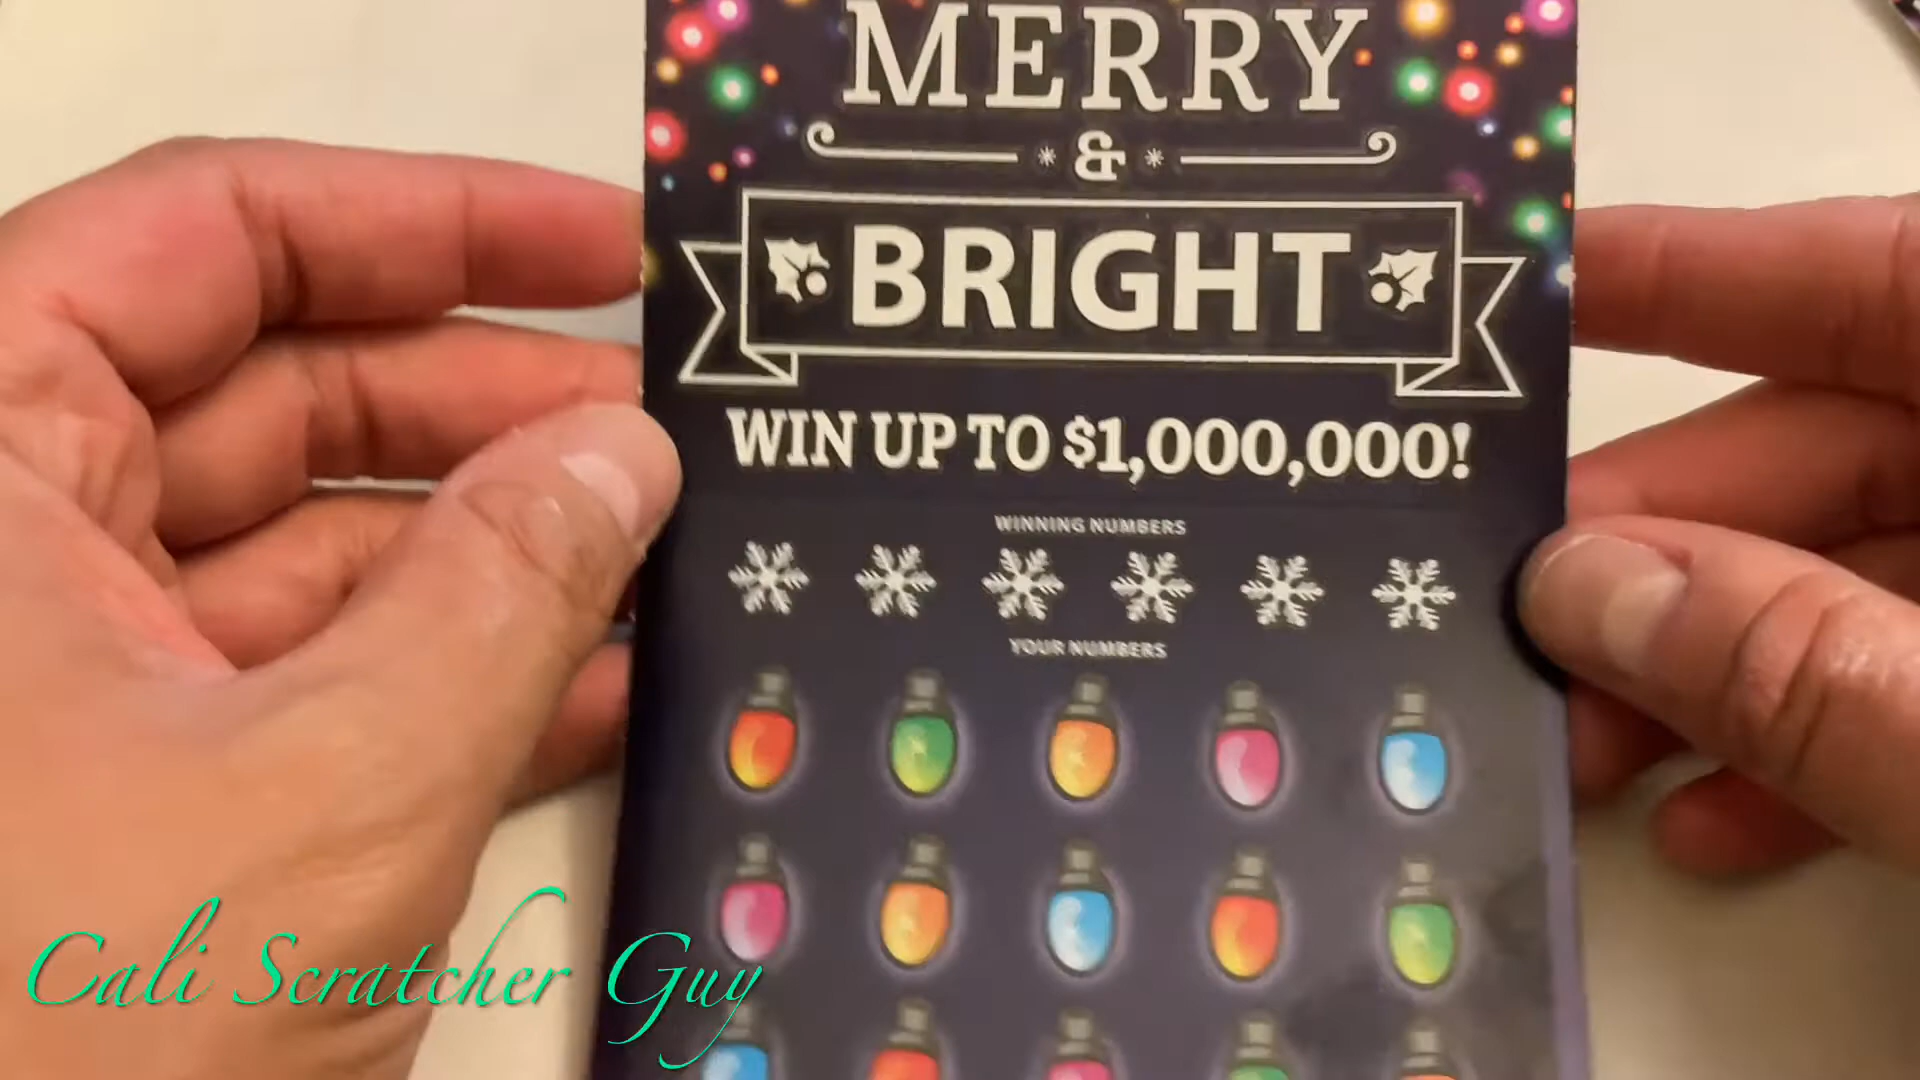 MERRY
&
BRIGHT
WIN UP TO $1,000,000!
WINNING NUMBERS
YOUR NUMBERS
Cali Scratcher Guy